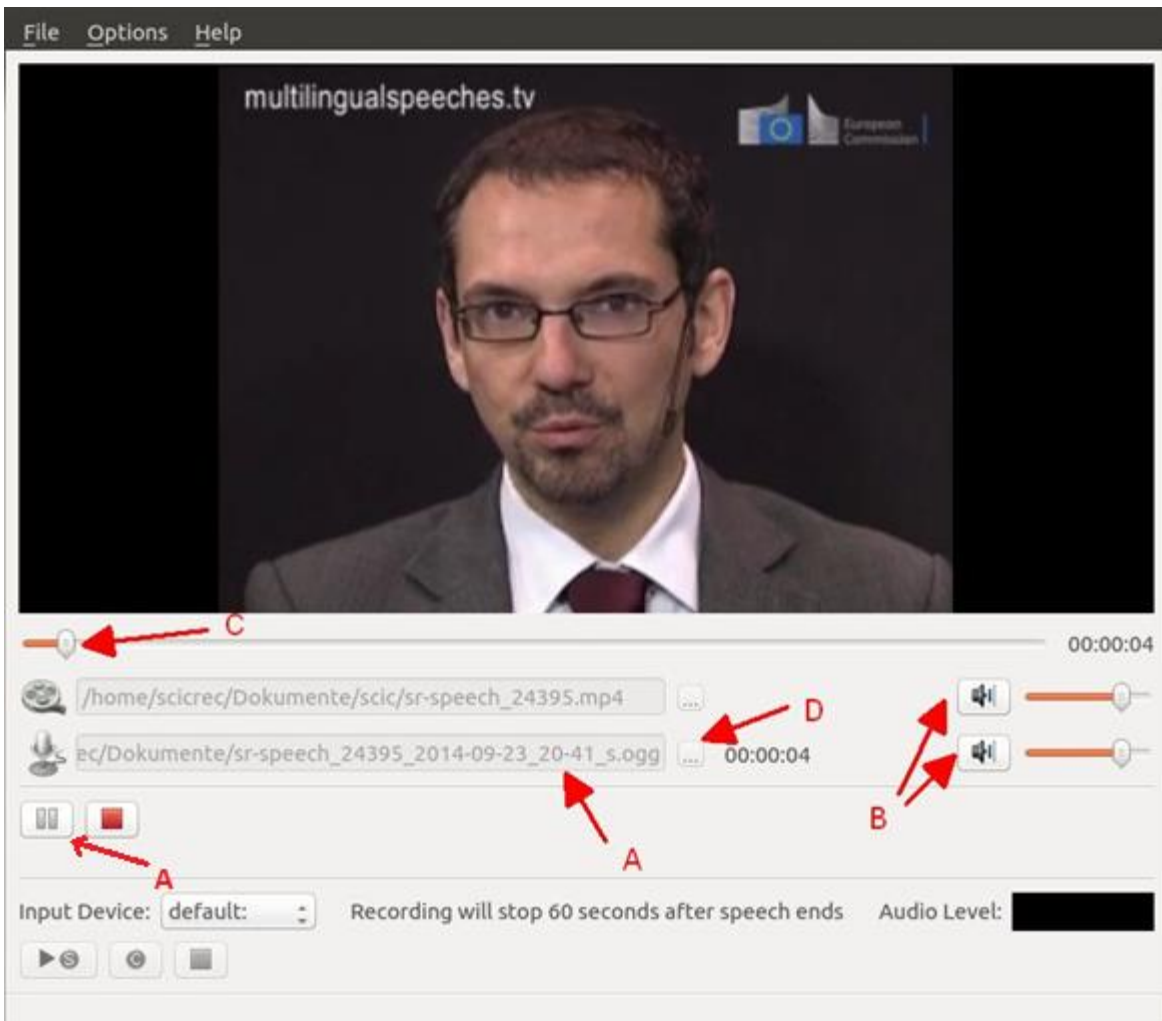 File Options Help
multilingualspeeches.tv
European
Commission
C
00:00:04
/home/scicrec/Dokumente/scic/sr-speech_24395.mp4 ...
D
ec/Dokumente/sr-speech_24395_2014-09-23_20-41_s.ogg ... 00:00:04
B
A
A
Input Device: default: Recording will stop 60 seconds after speech ends Audio Level:
S C